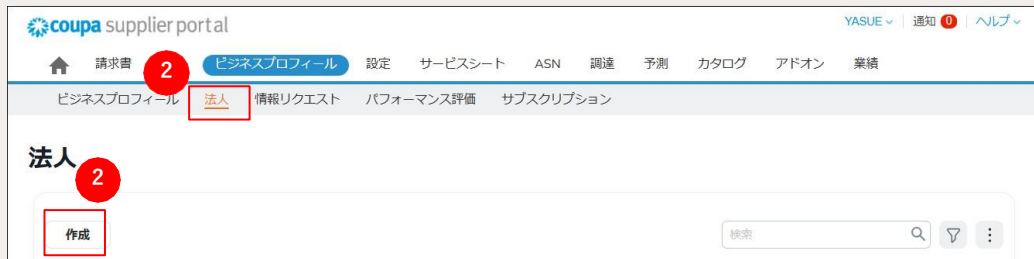 coupa supplier portal YASUE 通知 0 ヘルプ
請求書 2 ビジネスプロフィール 設定 サービスシート ASN 調達 予測 カタログ アドオン 業績
ビジネスプロフィール 法人 情報リクエスト パフォーマンス評価 サブスクリプション
法人
2
作成 検索